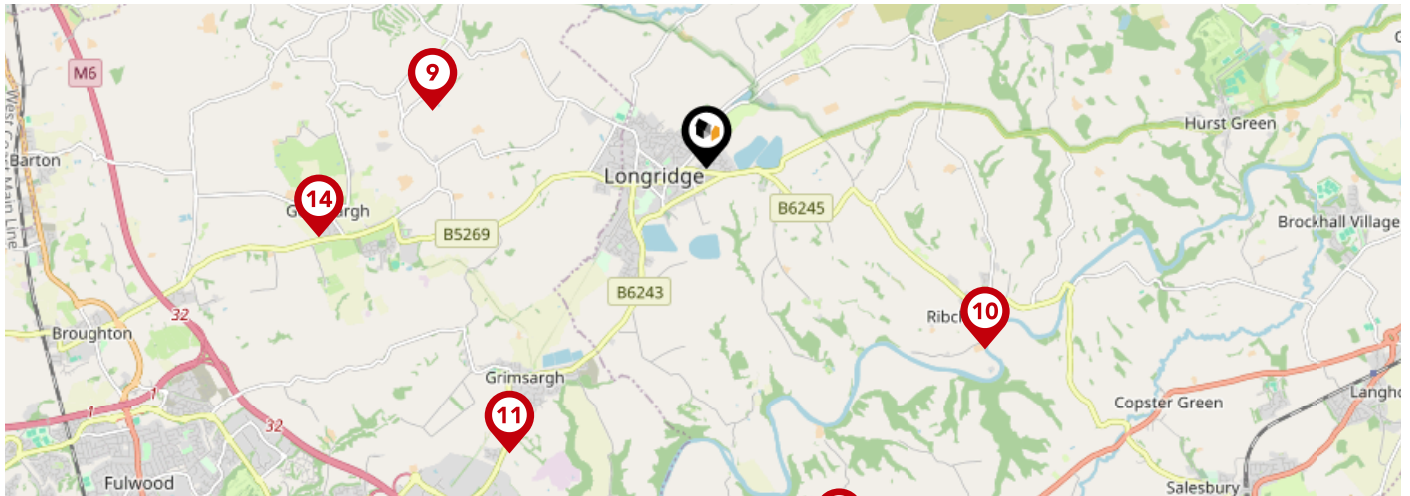 M6
9
Hurst Green
West Coast Main Line
Barton
Longridge
14
B6245
B5269
Brockhall Village
B6243
32
Broughton
10
Grimsargh
1
1
Copster Green
11
32
Fulwood
Salesbury